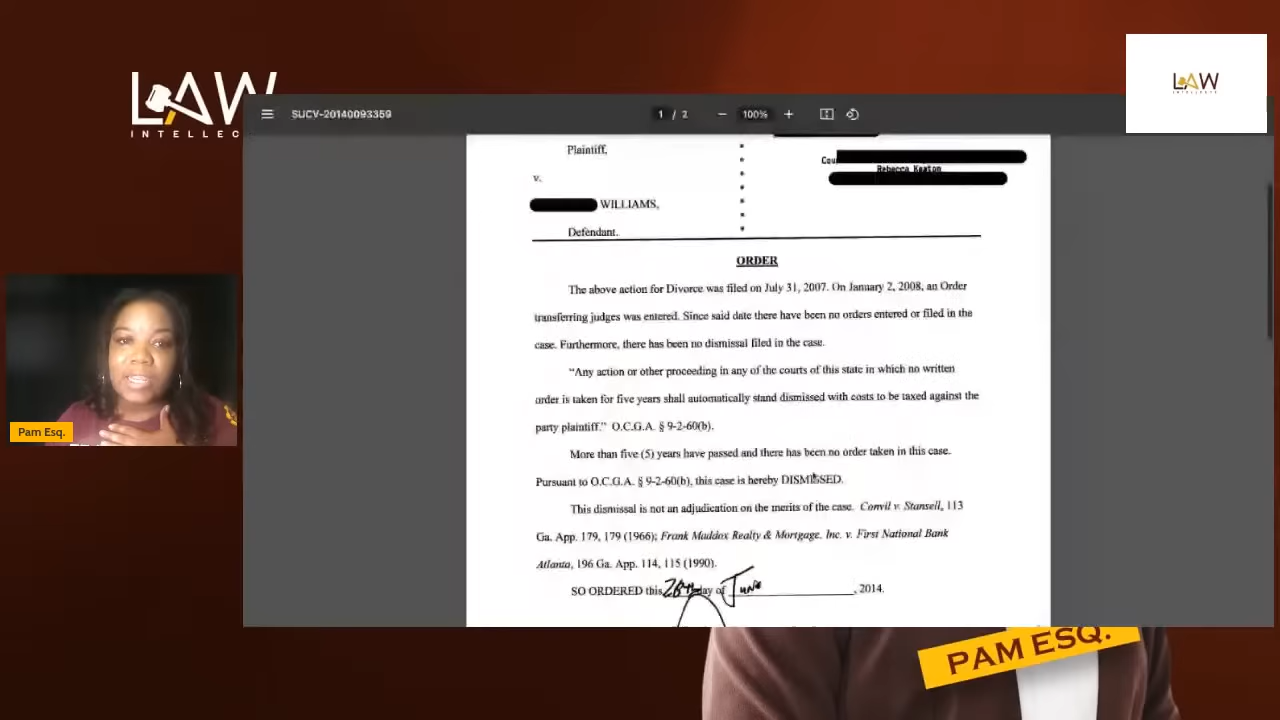 LAW
INTELLEC
LAW
INTELLECT
SUCV-20140093359
1 / 2
100%
Plaintiff,
v.
Rebecca Keaton
WILLIAMS,
Defendant.
ORDER
The above action for Divorce was filed on July 31, 2007. On January 2, 2008, an Order
transferring judges was entered. Since said date there have been no orders entered or filed in the
case. Furthermore, there has been no dismissal filed in the case.
"Any action or other proceeding in any of the courts of this state in which no written
order is taken for five years shall automatically stand dismissed with costs to be taxed against the
party plaintiff." O.C.G.A. § 9-2-60(b).
More than five (5) years have passed and there has been no order taken in this case.
Pursuant to O.C.G.A. § 9-2-60(b), this case is hereby DISMISSED.
This dismissal is not an adjudication on the merits of the case. Convil v. Stansell, 113
Ga. App. 179, 179 (1966); Frank Maddox Realty & Mortgage, Inc. v. First National Bank
Atlanta, 196 Ga. App. 114, 115 (1990).
SO ORDERED this 28th day of June, 2014.
Pam Esq.
PAM ESQ.